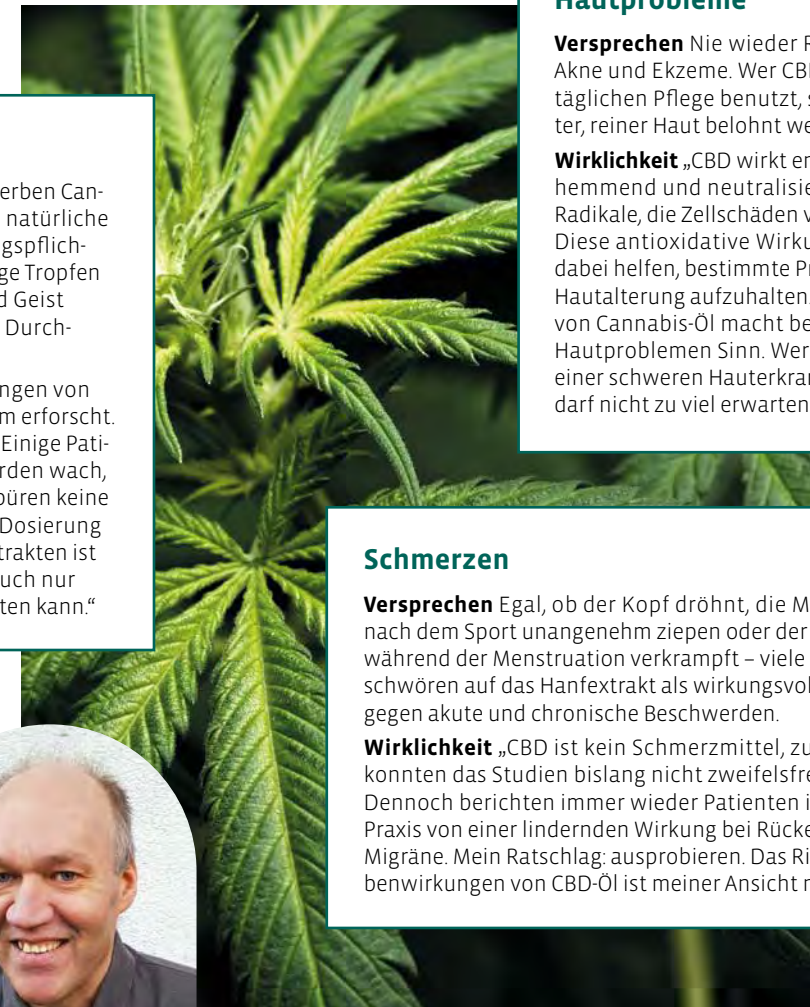 erben Can-
natürliche
gspflich-
ge Tropfen
d Geist
Durch-
ngen von
m erforscht.
Einige Pati-
rden wach,
püren keine
Dosierung
trakten ist
uch nur
ten kann.“
Hautprobleme
Versprechen Nie wieder
Akne und Ekzeme. Wer CB
täglichen Pflege benutzt, s
ter, reiner Haut belohnt we
Wirklichkeit „CBD wirkt en
hemmend und neutralisie
Radikale, die Zellschäden v
Diese antioxidative Wirku
dabei helfen, bestimmte Pr
Hautalterung aufzuhalten.
von Cannabis-Öl macht be
Hautproblemen Sinn. Wer
einer schweren Hauterkran
darf nicht zu viel erwarten
Schmerzen
Versprechen Egal, ob der Kopf dröhnt, die M
nach dem Sport unangenehm ziepen oder der
während der Menstruation verkrampft – viele
schwören auf das Hanfextrakt als wirkungsvol
gegen akute und chronische Beschwerden.
Wirklichkeit „CBD ist kein Schmerzmittel, zu
konnten das Studien bislang nicht zweifelsfre
Dennoch berichten immer wieder Patienten i
Praxis von einer lindernden Wirkung bei Rücke
Migräne. Mein Ratschlag: ausprobieren. Das Ri
benwirkungen von CBD-Öl ist meiner Ansicht n